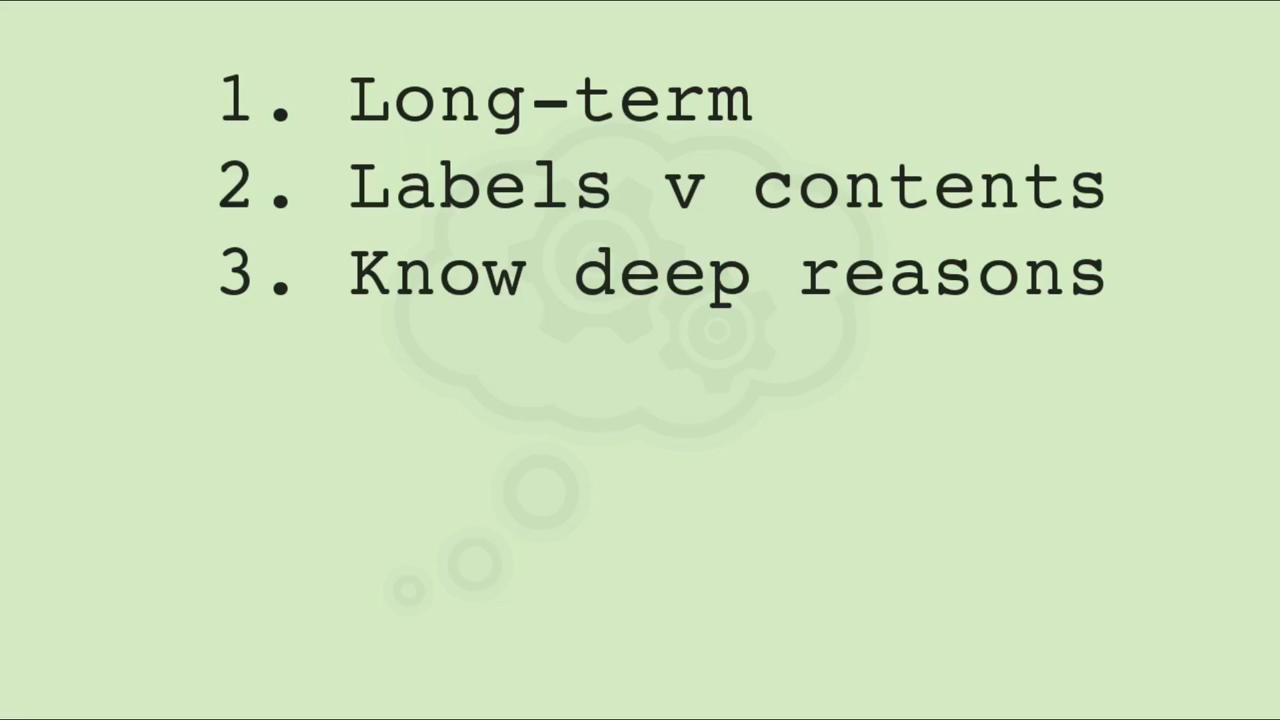 1. Long-term
2. Labels v contents
3. Know deep reasons